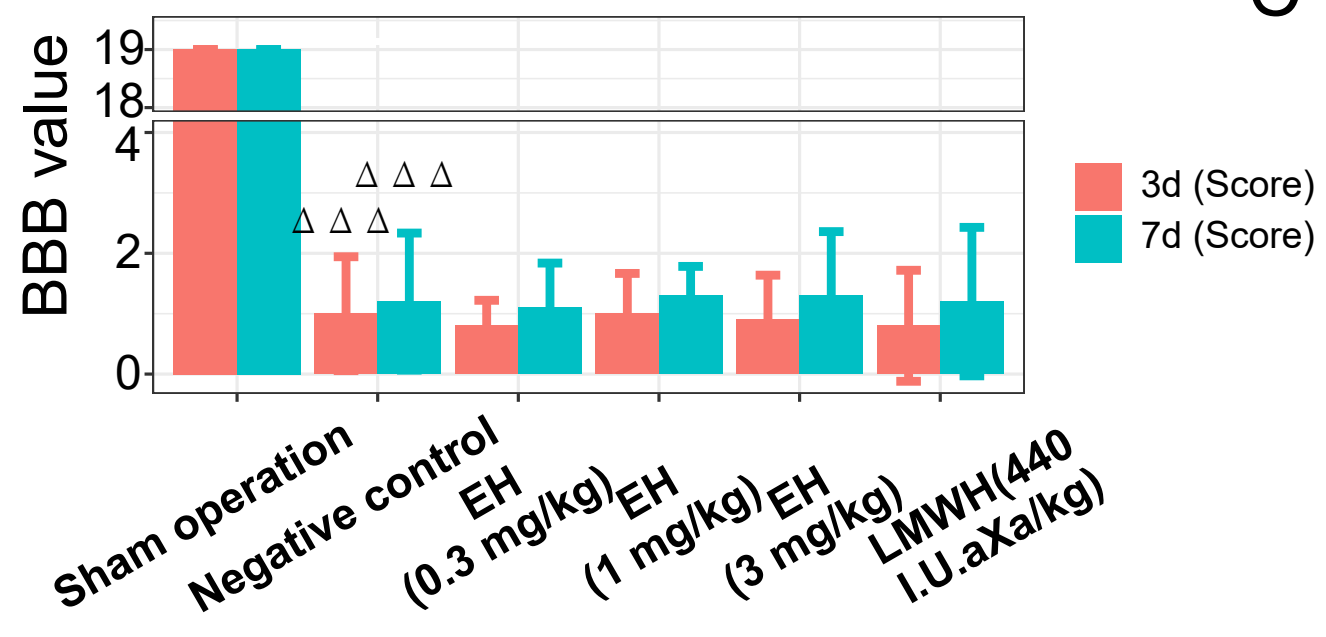 BBB value
19
18
4
2
0
Δ Δ Δ
Δ Δ Δ
3d (Score)
7d (Score)
Sham operation
Negative control
EH
(0.3 mg/kg)
EH
(1 mg/kg)
EH
(3 mg/kg)
LMWH(440
I.U.aXa/kg)